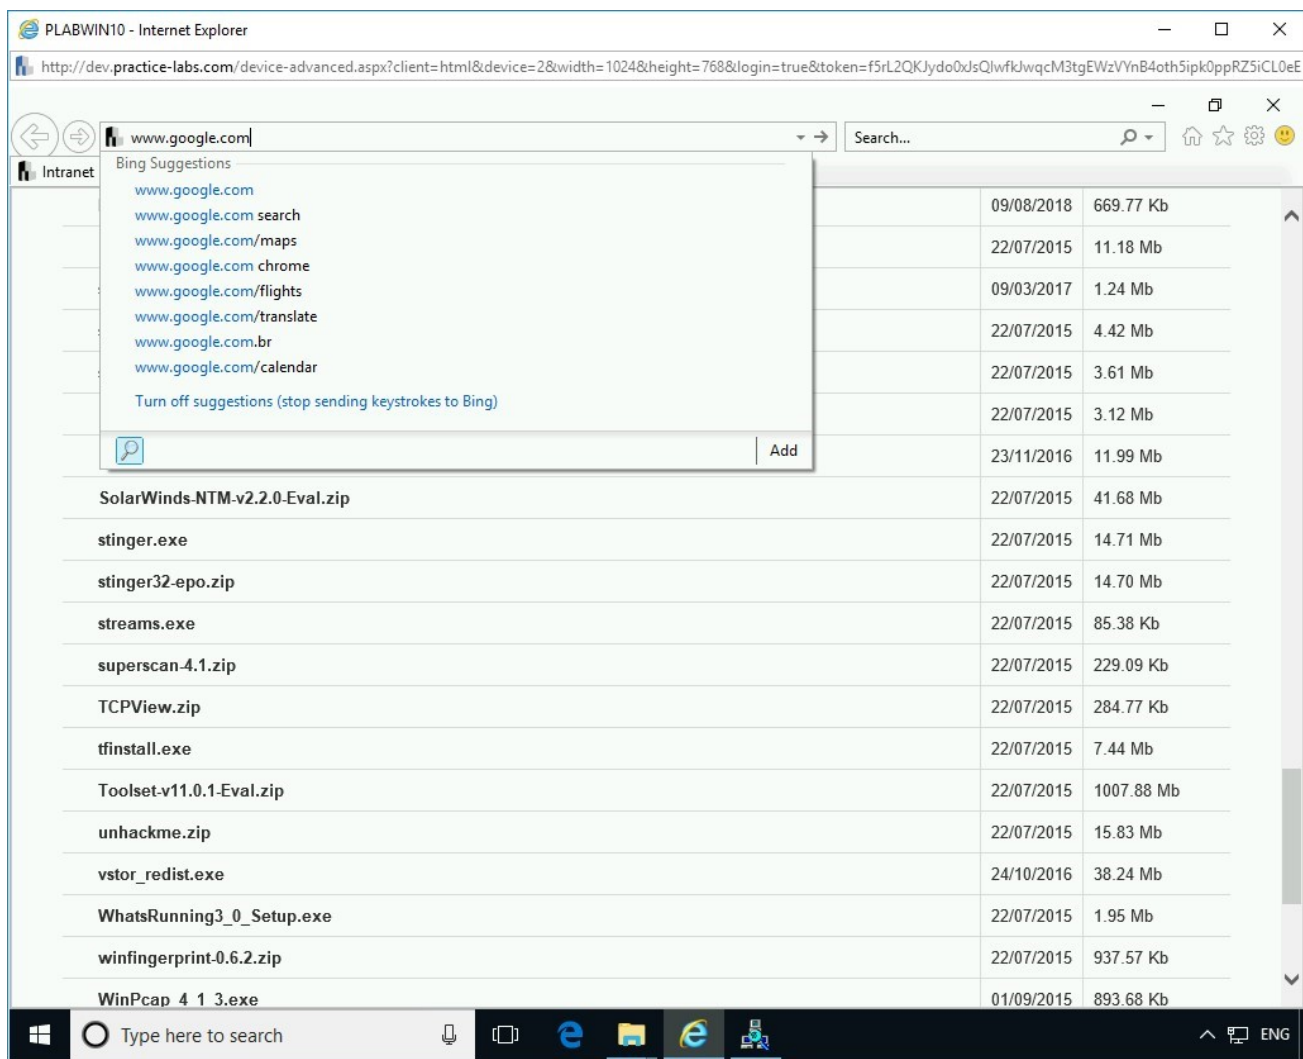 PLABWIN10 - Internet Explorer
http://dev.practice-labs.com/device-advanced.aspx?client=html&device=2&width=1024&height=768&login=true&token=f5rL2QKJydo0xJsQIwfkJwqcM3tgEWzVYnB4oth5ipk0ppRZ5iCL0eE
www.google.com
Search...
Intranet
Bing Suggestions
www.google.com
www.google.com search
www.google.com/maps
www.google.com chrome
www.google.com/flights
www.google.com/translate
www.google.com.br
www.google.com/calendar
Turn off suggestions (stop sending keystrokes to Bing)
Add
09/08/2018 669.77 Kb
22/07/2015 11.18 Mb
09/03/2017 1.24 Mb
22/07/2015 4.42 Mb
22/07/2015 3.61 Mb
22/07/2015 3.12 Mb
23/11/2016 11.99 Mb
SolarWinds-NTM-v2.2.0-Eval.zip 22/07/2015 41.68 Mb
stinger.exe 22/07/2015 14.71 Mb
stinger32-epo.zip 22/07/2015 14.70 Mb
streams.exe 22/07/2015 85.38 Kb
superscan-4.1.zip 22/07/2015 229.09 Kb
TCPView.zip 22/07/2015 284.77 Kb
tfinstall.exe 22/07/2015 7.44 Mb
Toolset-v11.0.1-Eval.zip 22/07/2015 1007.88 Mb
unhackme.zip 22/07/2015 15.83 Mb
vstor_redist.exe 24/10/2016 38.24 Mb
WhatsRunning3_0_Setup.exe 22/07/2015 1.95 Mb
winfingerprint-0.6.2.zip 22/07/2015 937.57 Kb
WinPcap_4_1_3.exe 01/09/2015 893.68 Kb
Type here to search
ENG